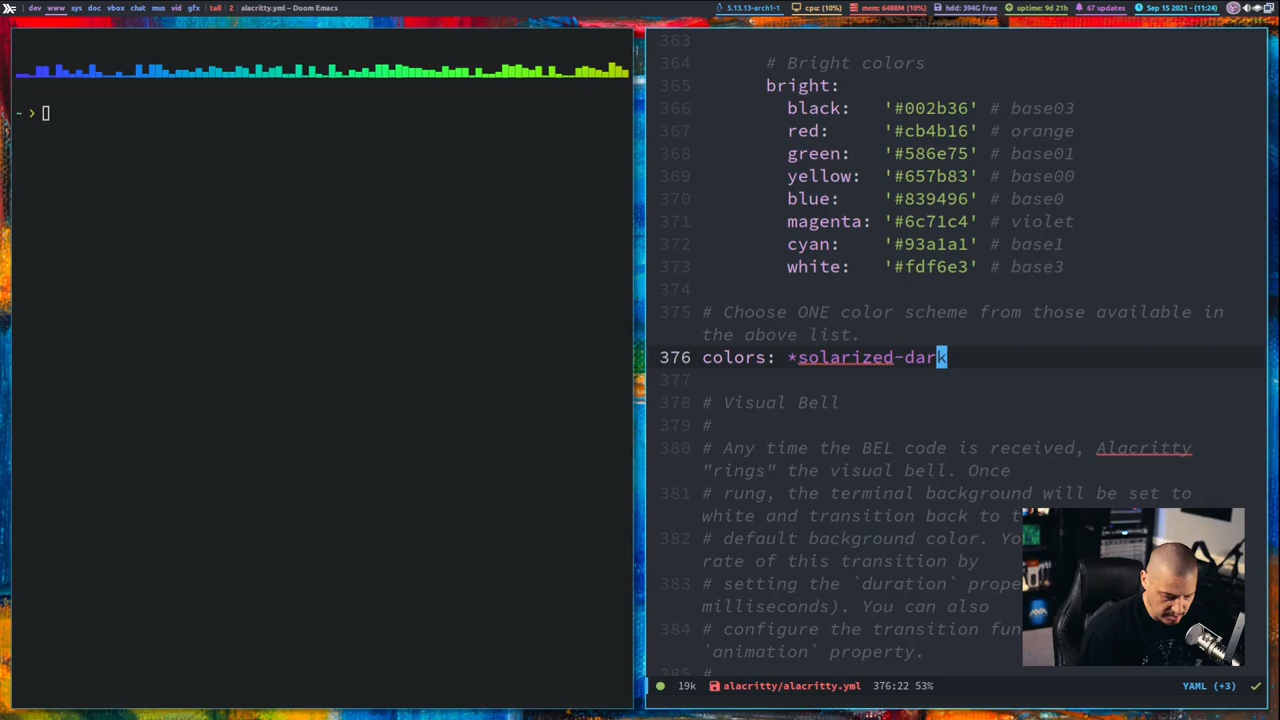 dev www sys doc vbox chat mus vid gfx tall 2 alacritty.yml – Doom Emacs
5.13.13-arch1-1 cpu: (10%) mem: 6488M (10%) hdd: 394G free uptime: 9d 21h 67 updates Sep 15 2021 - (11:24)
~ ❯
363
364 # Bright colors
365 bright:
366 black: '#002b36' # base03
367 red: '#cb4b16' # orange
368 green: '#586e75' # base01
369 yellow: '#657b83' # base00
370 blue: '#839496' # base0
371 magenta: '#6c71c4' # violet
372 cyan: '#93a1a1' # base1
373 white: '#fdf6e3' # base3
374
375 # Choose ONE color scheme from those available in
the above list.
376 colors: *solarized-dark
377
378 # Visual Bell
379 #
380 # Any time the BEL code is received, Alacritty
"rings" the visual bell. Once
381 # rung, the terminal background will be set to
white and transition back to t
382 # default background color. Yo
rate of this transition by
383 # setting the `duration` prope
milliseconds). You can also
384 # configure the transition fun
`animation` property.
385 #
19k alacritty/alacritty.yml 376:22 53% YAML (+3)